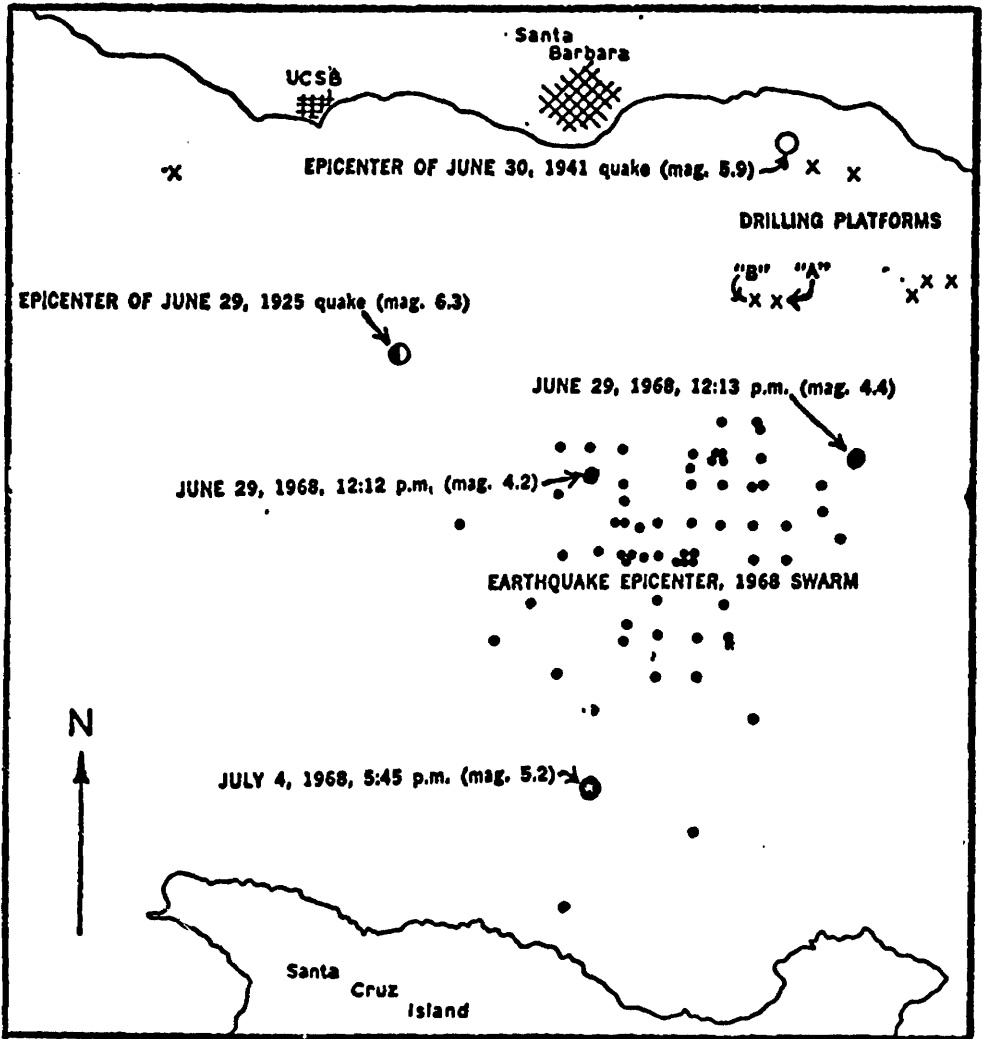 Santa
Barbara
UCSB
EPICENTER OF JUNE 30, 1941 quake (mag. 5.9)
X
X
X
DRILLING PLATFORMS
"B" "A"
X X
X X
X
EPICENTER OF JUNE 29, 1925 quake (mag. 6.3)
JUNE 29, 1968, 12:13 p.m. (mag. 4.4)
JUNE 29, 1968, 12:12 p.m. (mag. 4.2)
EARTHQUAKE EPICENTER, 1968 SWARM
N
JULY 4, 1968, 5:45 p.m. (mag. 5.2)
Santa
Cruz
Island